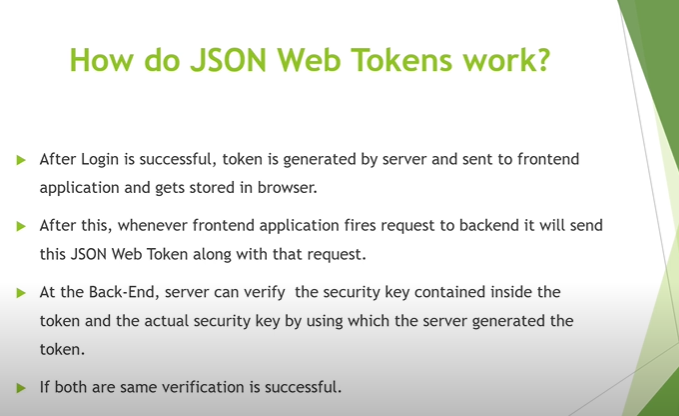 How do JSON Web Tokens work?
After Login is successful, token is generated by server and sent to frontend
application and gets stored in browser.
After this, whenever frontend application fires request to backend it will send
this JSON Web Token along with that request.
At the Back-End, server can verify  the security key contained inside the
token and the actual security key by using which the server generated the
token.
If both are same verification is successful.